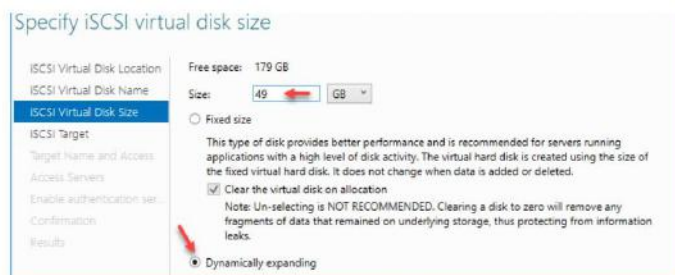 Specify iSCSI virtual disk size
iSCSI Virtual Disk Location
iSCSI Virtual Disk Name
iSCSI Virtual Disk Size
iSCSI Target
Target Name and Access
Access Servers
Enable authentication ser...
Confirmation
Results
Free space: 179 GB
Size: 49 GB
Fixed size
This type of disk provides better performance and is recommended for servers running
applications with a high level of disk activity. The virtual hard disk is created using the size of
the fixed virtual hard disk. It does not change when data is added or deleted.
Clear the virtual disk on allocation
Note: Un-selecting is NOT RECOMMENDED. Clearing a disk to zero will remove any
fragments of data that remained on underlying storage, thus protecting from information
leaks.
Dynamically expanding